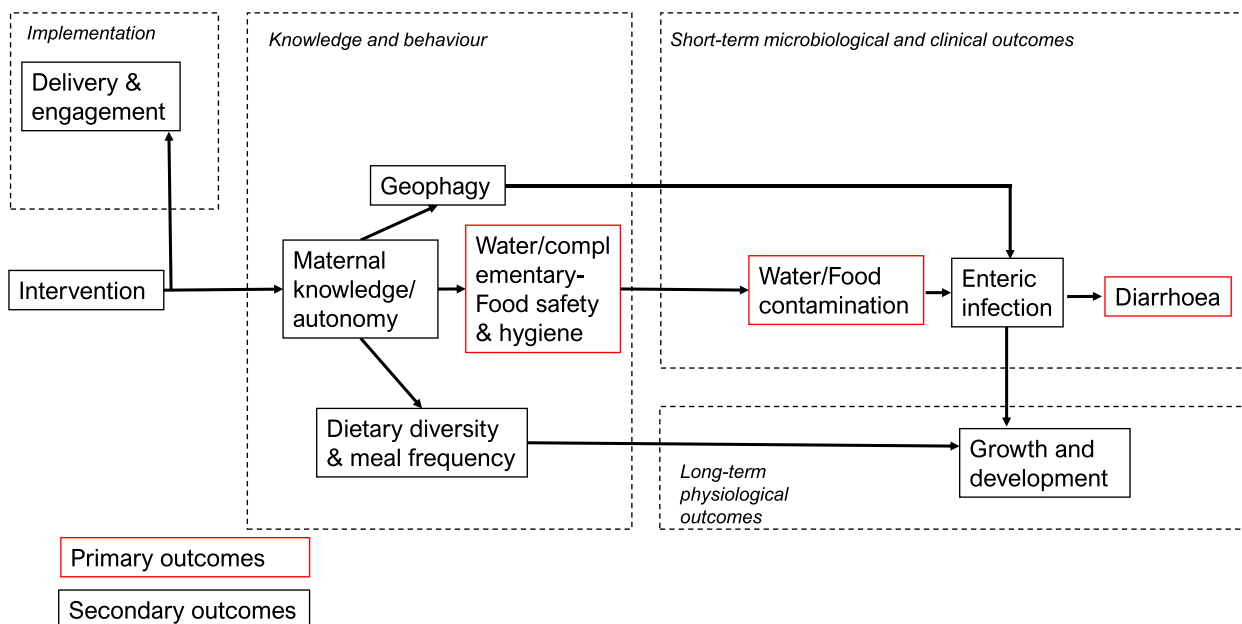 Implementation
Knowledge and behaviour
Short-term microbiological and clinical outcomes
Delivery &
engagement
Geophagy
Intervention
Maternal
knowledge/
autonomy
Water/compl
ementary-
Food safety
& hygiene
Water/Food
contamination
Enteric
infection
Diarrhoea
Dietary diversity
& meal frequency
Growth and
development
Long-term
physiological
outcomes
Primary outcomes
Secondary outcomes